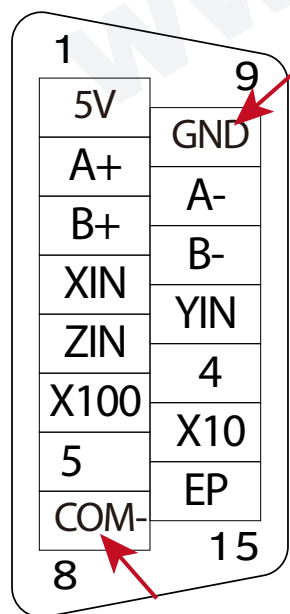 1
9
5V
GND
A+
A-
B+
B-
XIN
YIN
ZIN
4
X100
X10
5
EP
COM-
15
8